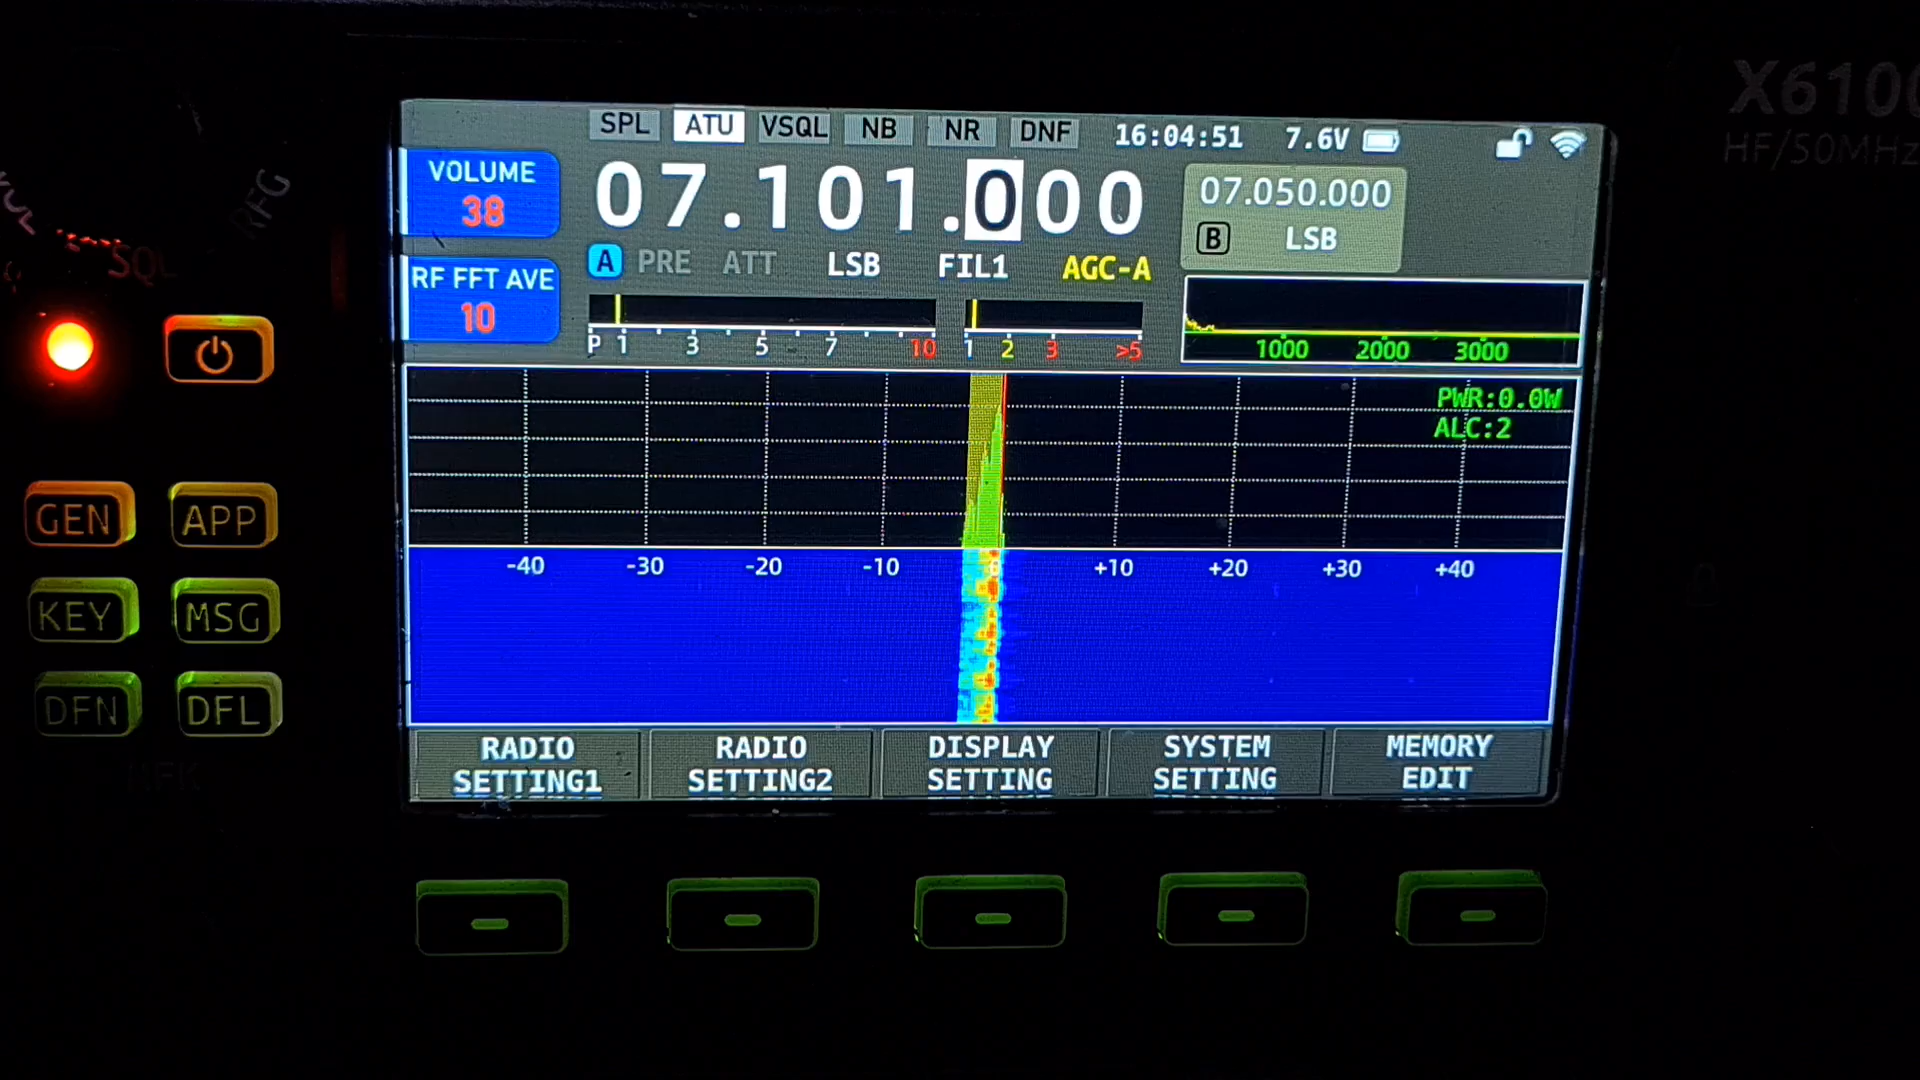 X6100
HF/50MHz
SPL ATU VSQL NB NR DNF 16:04:51 7.6V
VOLUME
38
07.101.000
07.050.000
B LSB
A PRE ATT LSB FIL1 AGC-A
RF FFT AVE
10
P 1 3 5 7 10
1 2 3 >5
1000 2000 3000
RFG
SQL
PWR:0.0W
ALC:2
-40 -30 -20 -10 +10 +20 +30 +40
GEN APP
KEY MSG
DFN DFL
MFK
RADIO SETTING1
RADIO SETTING2
DISPLAY SETTING
SYSTEM SETTING
MEMORY EDIT